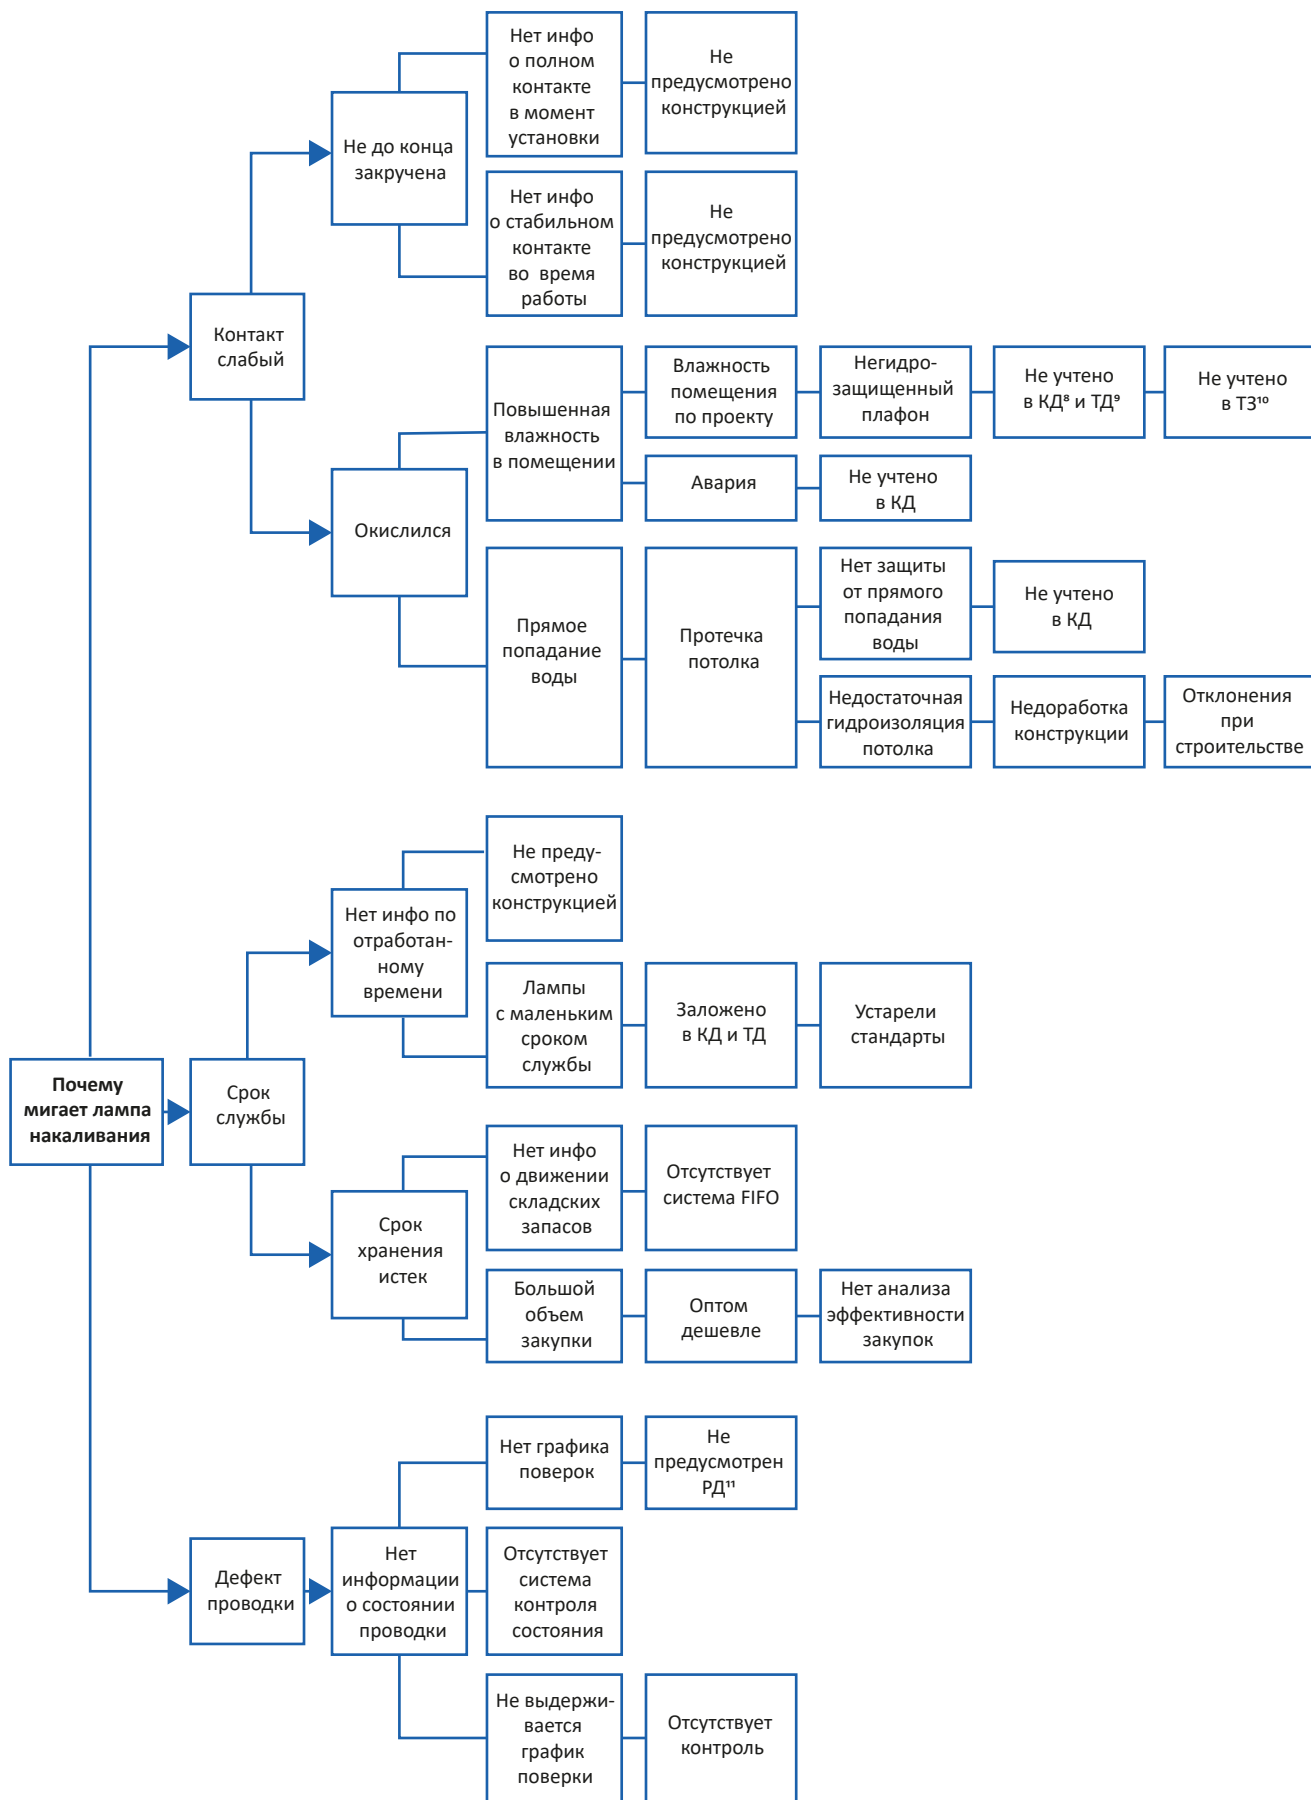 Нет инфо
о полном
контакте
в момент
установки
Не
предусмотрено
конструкцией
Не до конца
закручена
Нет инфо
о стабильном
контакте
во время
работы
Не
предусмотрено
конструкцией
Контакт
слабый
Повышенная
влажность
в помещении
Влажность
помещения
по проекту
Негидро-
защищенный
плафон
Не учтено
в КД⁸ и ТД⁹
Не учтено
в ТЗ¹⁰
Авария
Не учтено
в КД
Окислился
Прямое
попадание
воды
Протечка
потолка
Нет защиты
от прямого
попадания
воды
Не учтено
в КД
Недостаточная
гидроизоляция
потолка
Недоработка
конструкции
Отклонения
при
строительстве
Не преду-
смотрено
конструкцией
Нет инфо по
отработан-
ному
времени
Лампы
с маленьким
сроком
службы
Заложено
в КД и ТД
Устарели
стандарты
Почему
мигает лампа
накаливания
Срок
службы
Нет инфо
о движении
складских
запасов
Отсутствует
система FIFO
Срок
хранения
истек
Большой
объем
закупки
Оптом
дешевле
Нет анализа
эффективности
закупок
Нет графика
поверок
Не
предусмотрен
РД¹¹
Дефект
проводки
Нет
информации
о состоянии
проводки
Отсутствует
система
контроля
состояния
Не выдержи-
вается
график
поверки
Отсутствует
контроль